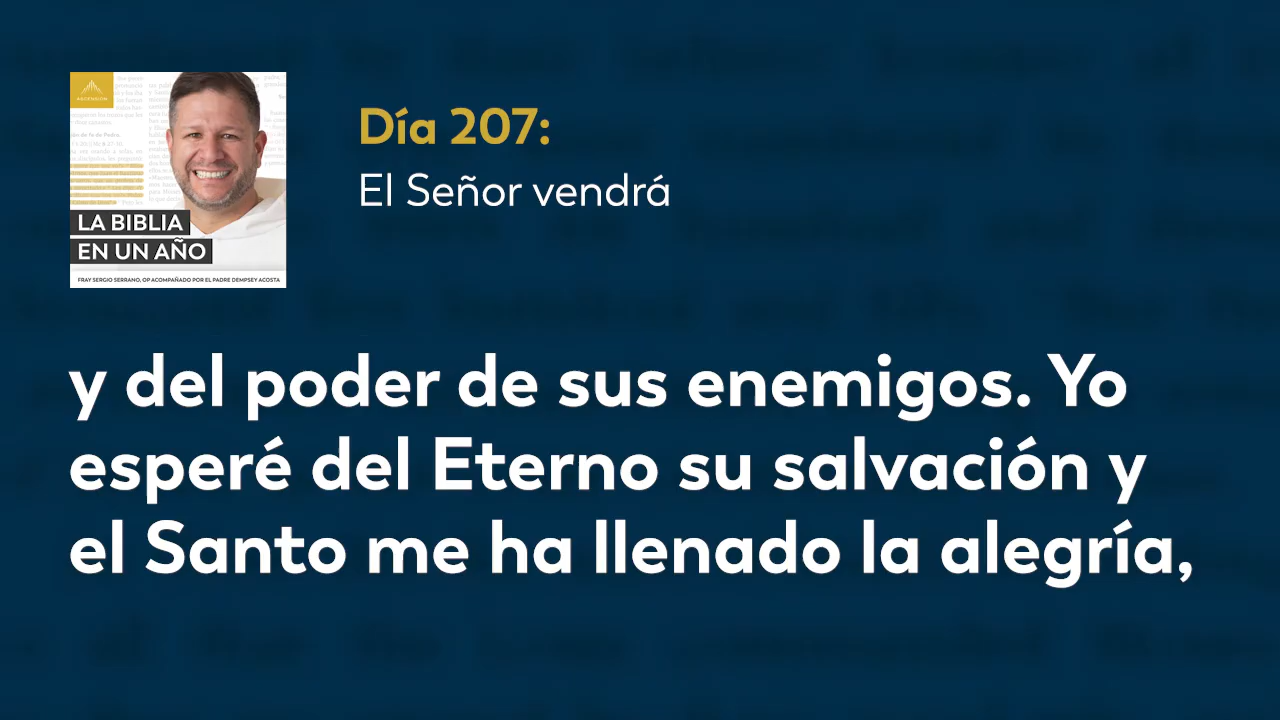 ASCENSION
LA BIBLIA
EN UN AÑO
FRAY SERGIO SERRANO, OP ACOMPAÑADO POR EL PADRE DEMPSEY ACOSTA
Día 207:
El Señor vendrá
y del poder de sus enemigos. Yo
esperé del Eterno su salvación y
el Santo me ha llenado la alegría,